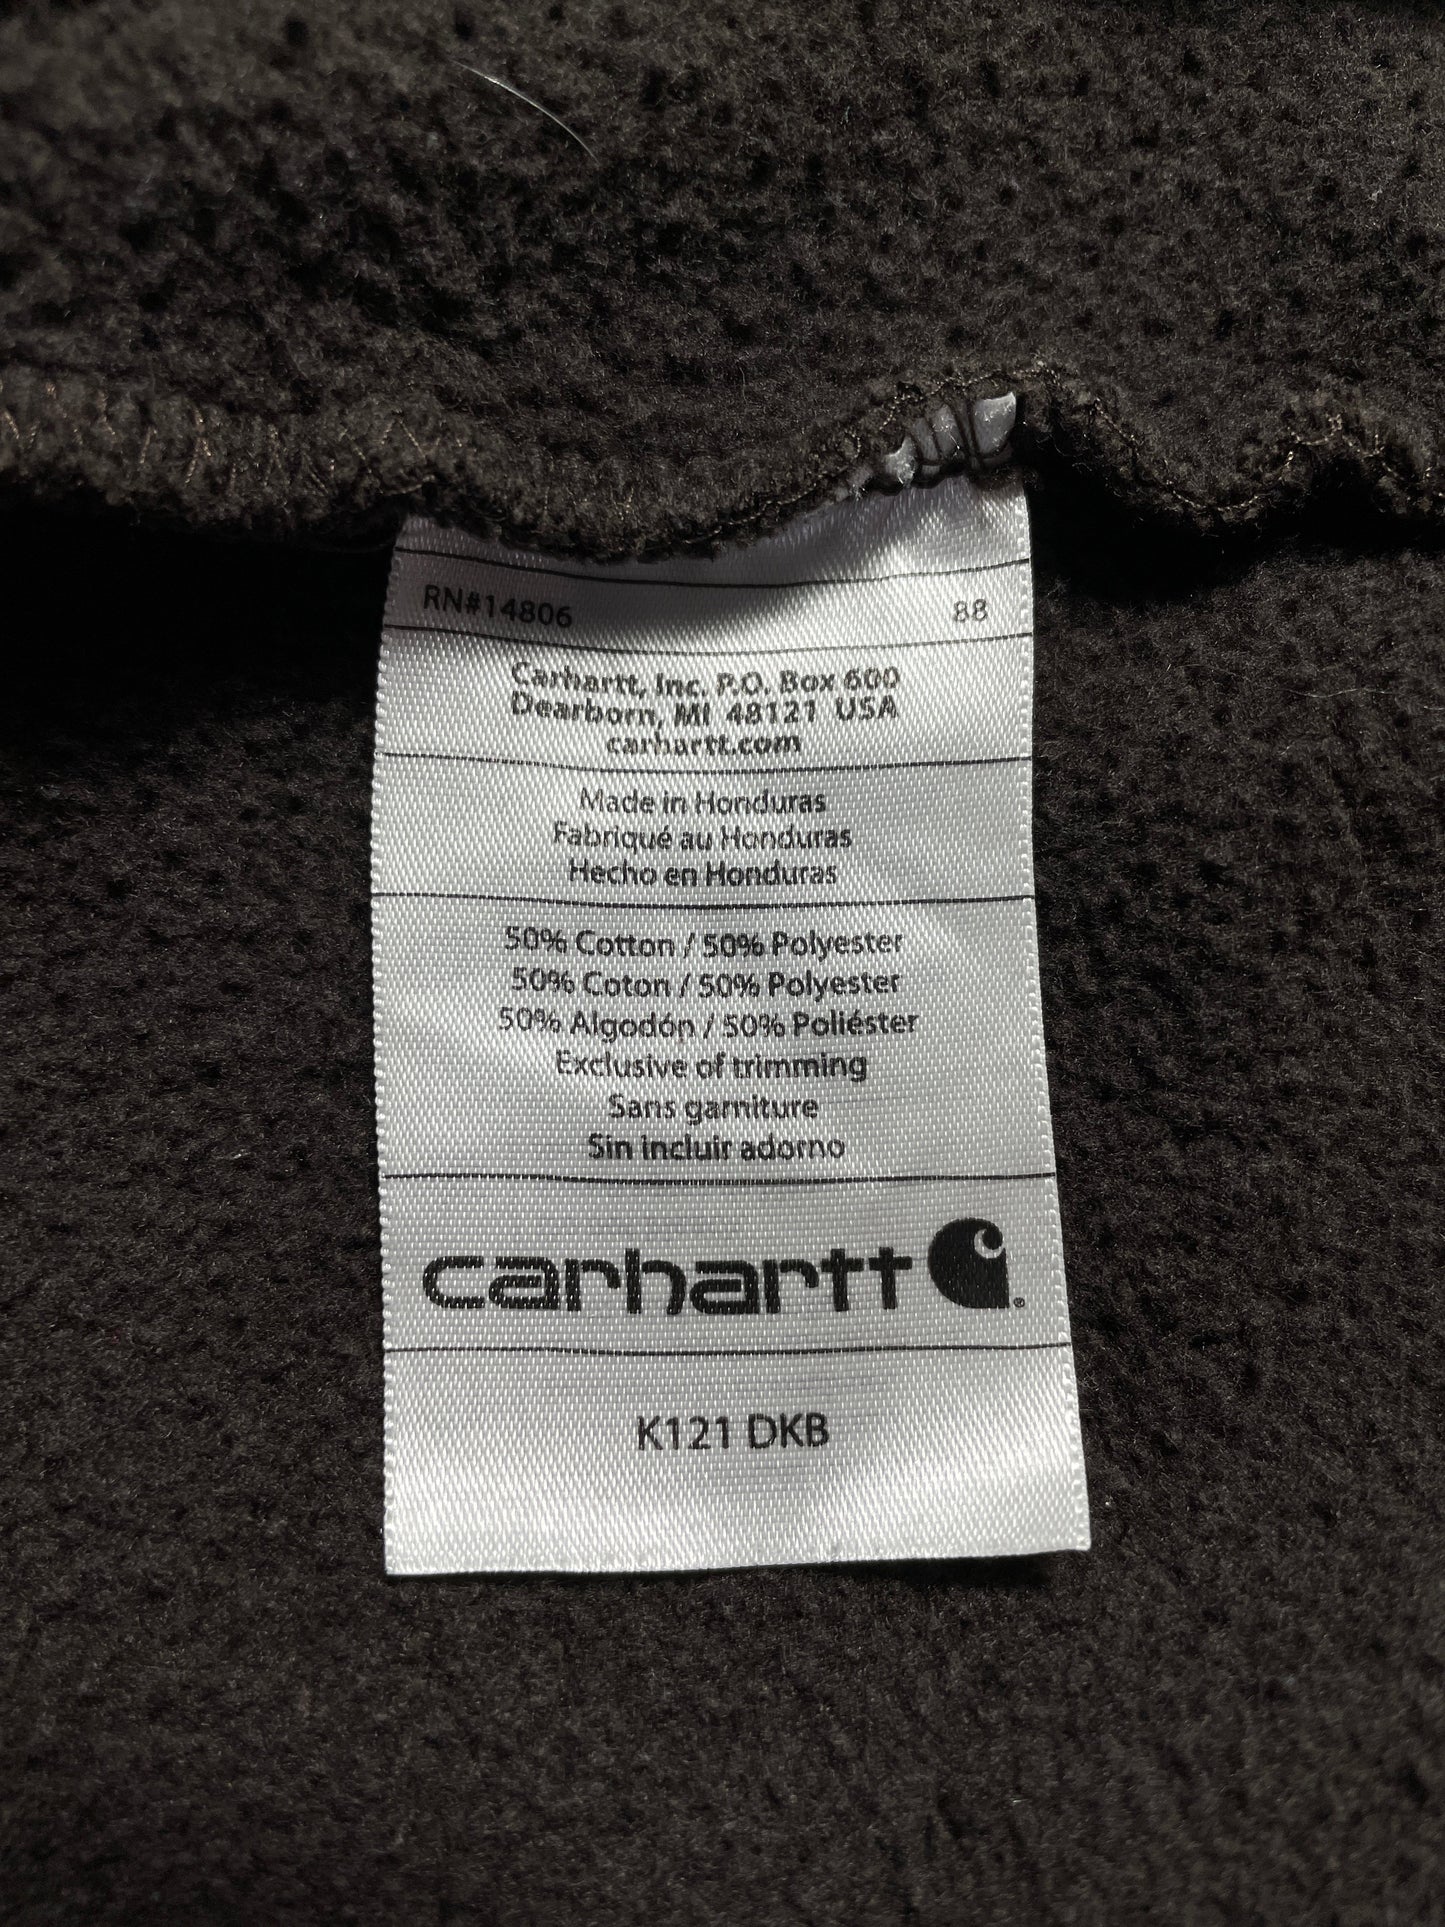 RN#14806 88
Carhartt, Inc. P.O. Box 600
Dearborn, MI 48121 USA
carhartt.com
Made in Honduras
Fabriqué au Honduras
Hecho en Honduras
50% Cotton / 50% Polyester
50% Coton / 50% Polyester
50% Algodón / 50% Poliéster
Exclusive of trimming
Sans garniture
Sin incluir adorno
carhartt ®
K121 DKB